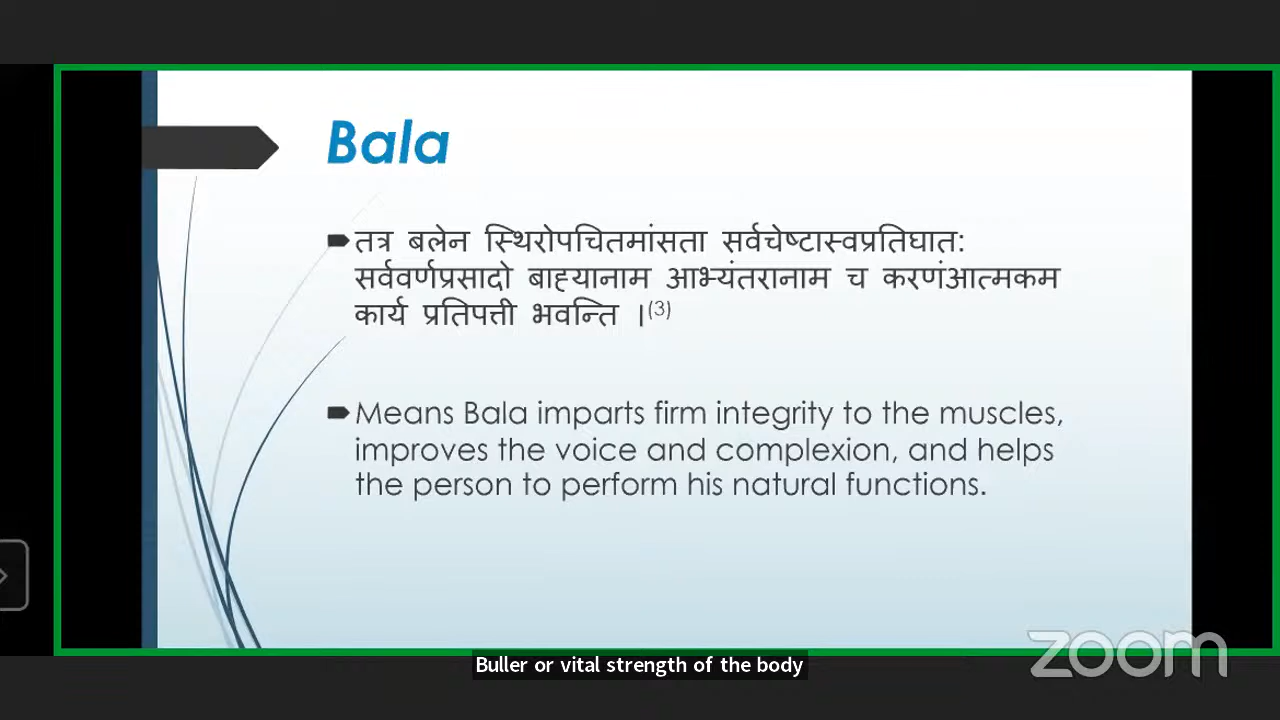 Bala
तत्र बलेन स्थिरोपचितमांसता सर्वचेष्टास्वप्रतिघात:
सर्ववर्णप्रसादो बाह्यानाम आभ्यंतरानाम च करणंआत्मकम
कार्य प्रतिपत्ती भवन्ति ।(3)
Means Bala imparts firm integrity to the muscles,
improves the voice and complexion, and helps
the person to perform his natural functions.
zoom
Buller or vital strength of the body